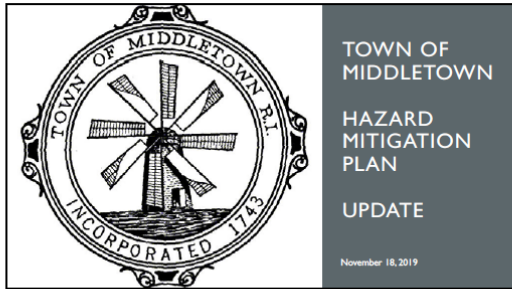 TOWN OF MIDDLETOWN R.I.
INCORPORATED 1743
TOWN OF
MIDDLETOWN
HAZARD
MITIGATION
PLAN
UPDATE
November 18, 2019